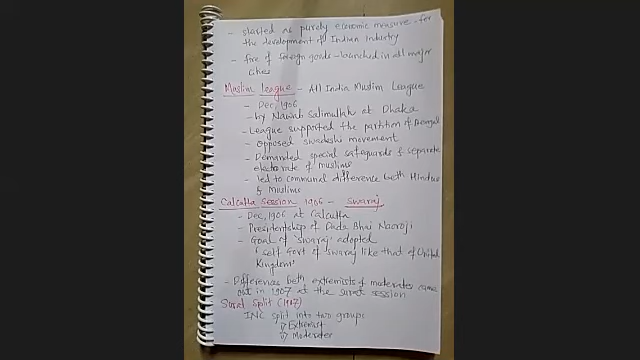 - started as purely economic measure - for
the development of Indian Industry
- fire of foreign goods - launched in all major
cities
Muslim League - All India Muslim League
- Dec, 1906
- by Nawab Salimullah at Dhaka
- League supported the partition of Bengal
- opposed swadeshi movement
- Demanded special safeguards & separate
electorate of muslims
- led to communal difference beth Hindus
& Muslims
Calcutta Session 1906 - Swaraj
- Dec, 1906 at Calcutta
- Presidentship of Dada Bhai Naoroji
- Goal of 'swaraj' adopted
'self Govt of swaraj like that of United
Kingdom'
- Differences beth extremists & moderates came
out in 1907 at the surat session
Surat Split (1907)
INC split into two groups
i) Extremist
ii) Moderates